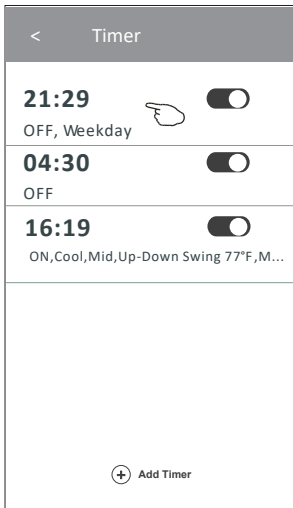 < Timer
21:29
OFF, Weekday
04:30
OFF
16:19
ON,Cool,Mid,Up-Down Swing 77°F,M...
+ Add Timer